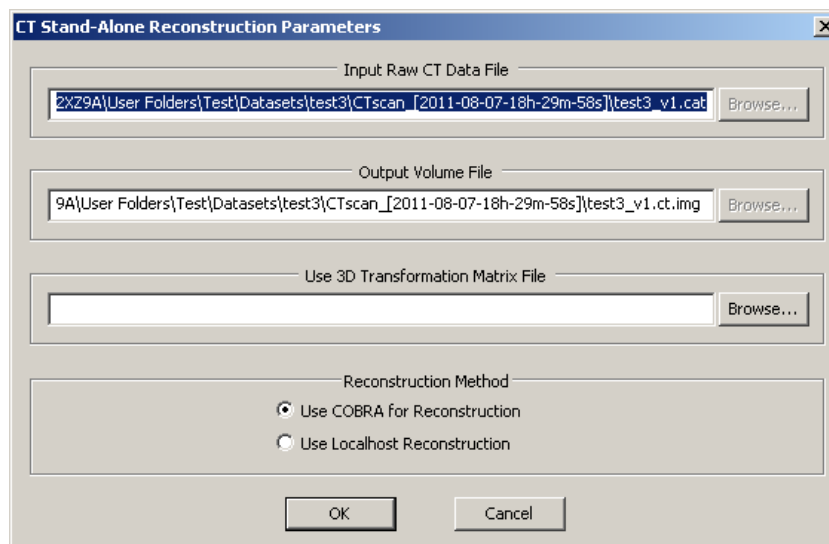 CT Stand-Alone Reconstruction Parameters
Input Raw CT Data File
2XZ9A\User Folders\Test\Datasets\test3\CTscan_[2011-08-07-18h-29m-58s]\test3_v1.cat
Browse...
Output Volume File
9A\User Folders\Test\Datasets\test3\CTscan_[2011-08-07-18h-29m-58s]\test3_v1.ct.img
Browse...
Use 3D Transformation Matrix File
Browse...
Reconstruction Method
Use COBRA for Reconstruction
Use Localhost Reconstruction
OK
Cancel